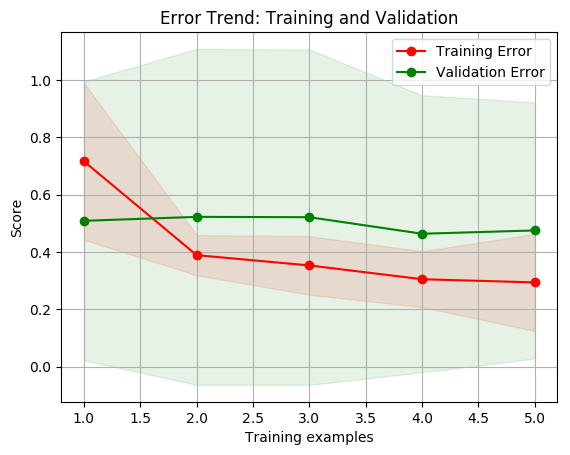 Error Trend: Training and Validation
Training Error
Validation Error
Score
1.0
0.8
0.6
0.4
0.2
0.0
1.0 1.5 2.0 2.5 3.0 3.5 4.0 4.5 5.0
Training examples